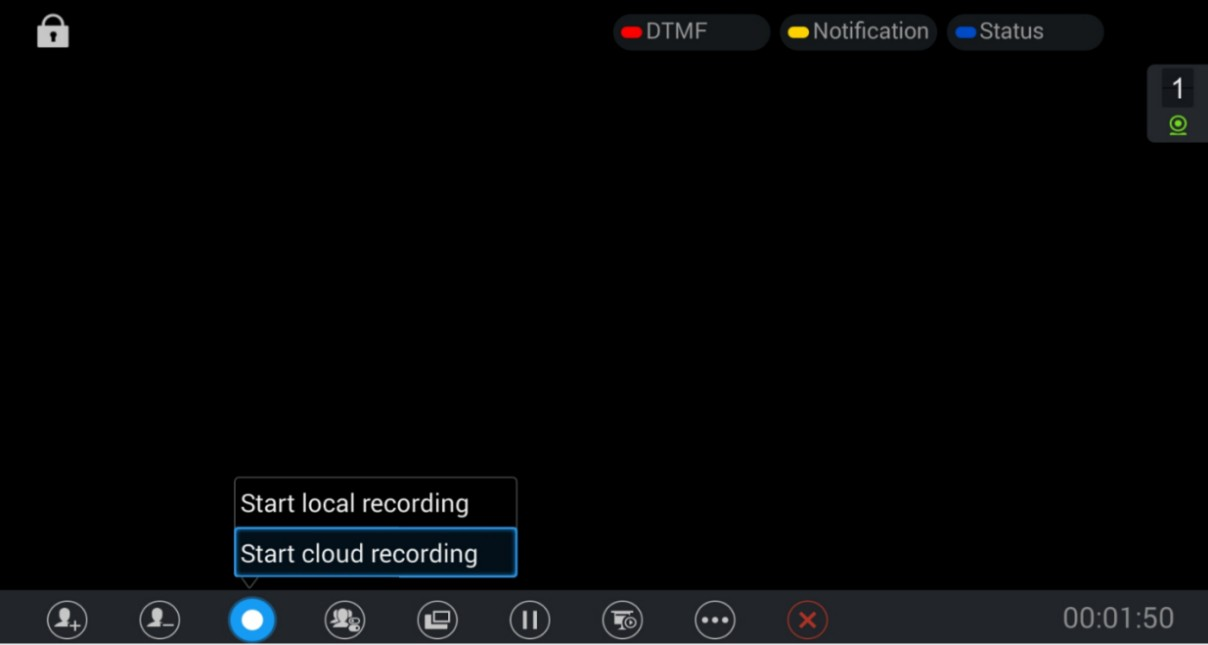 DTMF
Notification
Status
1
Start local recording
Start cloud recording
00:01:50